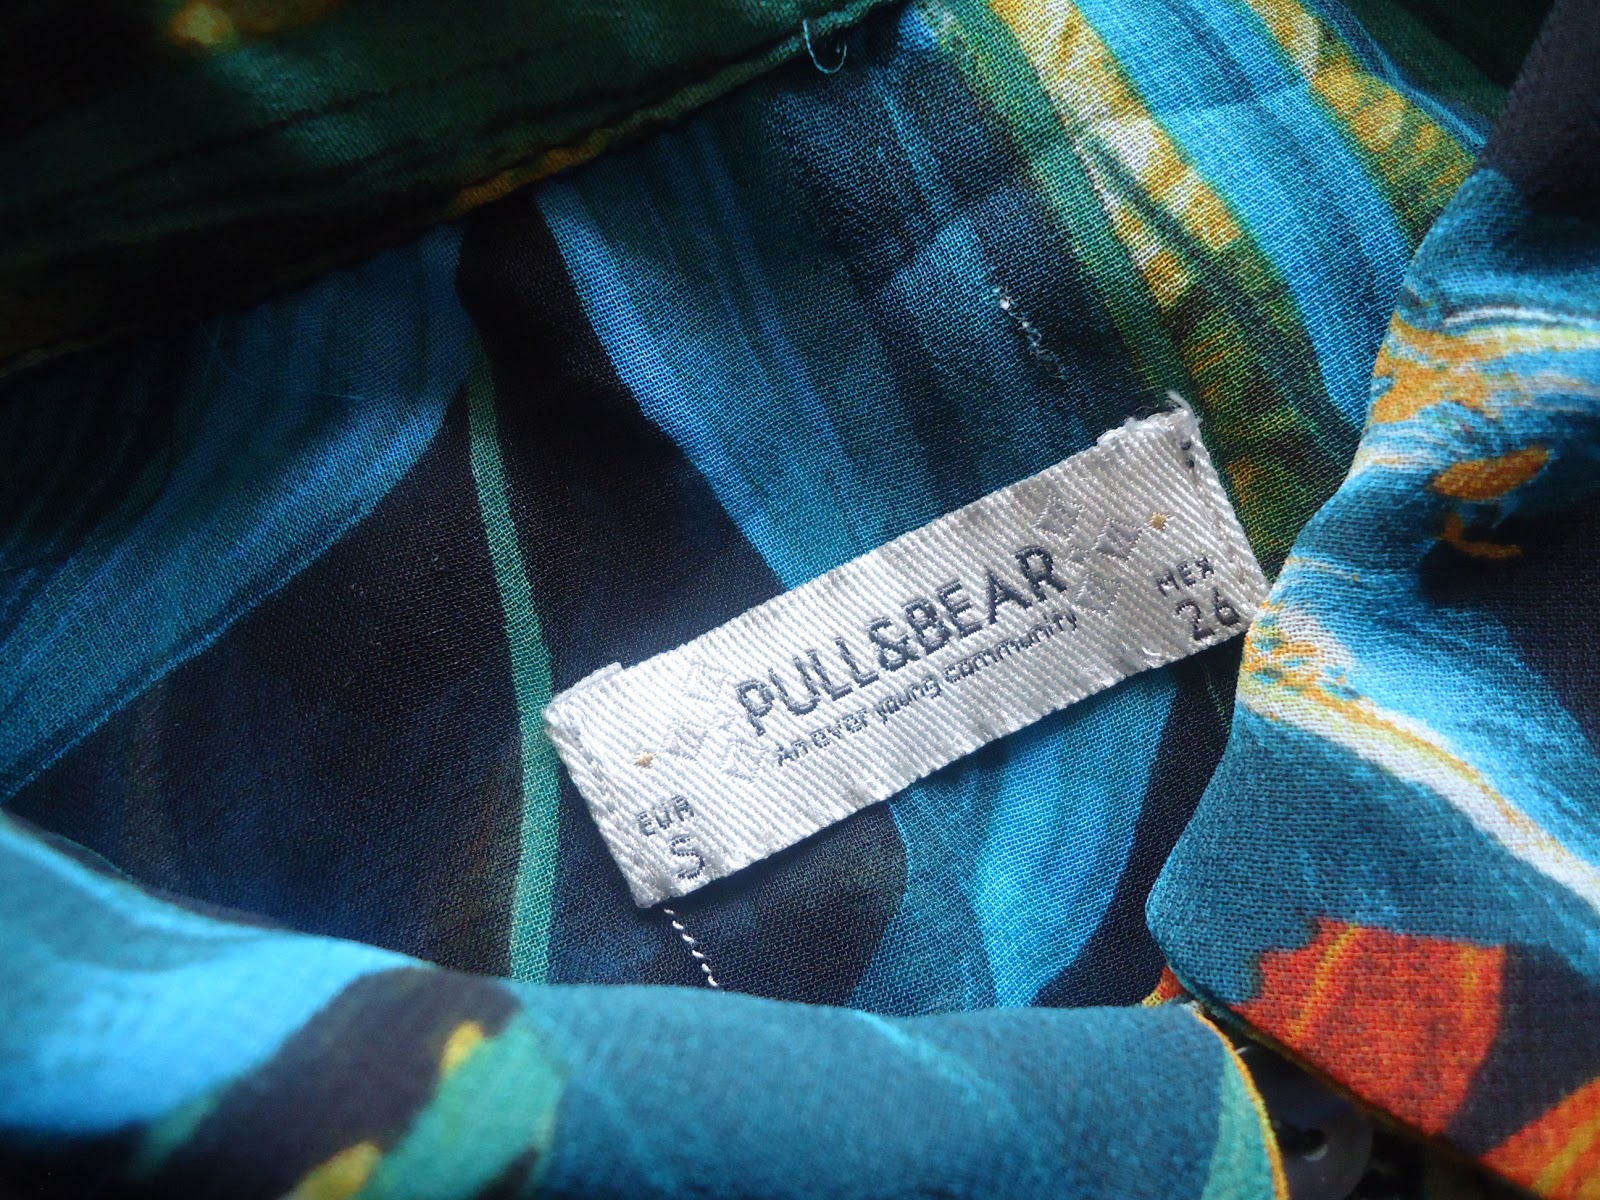 PULL&BEAR
An ever young community
EUR
S
MEX
26